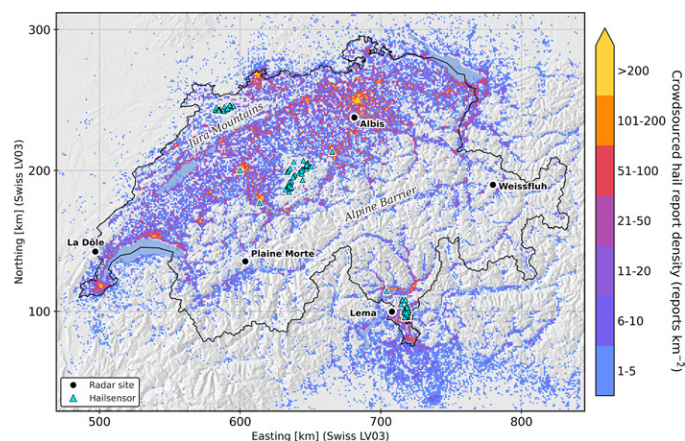 300
200
100
Northing [km] (Swiss LV03)
500
600
700
800
Easting [km] (Swiss LV03)
Jura Mountains
Albis
Weissfluh
Alpine Barrier
La Dôle
Plaine Morte
Lema
Radar site
Hailsensor
>200
101-200
51-100
21-50
11-20
6-10
1-5
Crowdsourced hail report density (reports km⁻²)